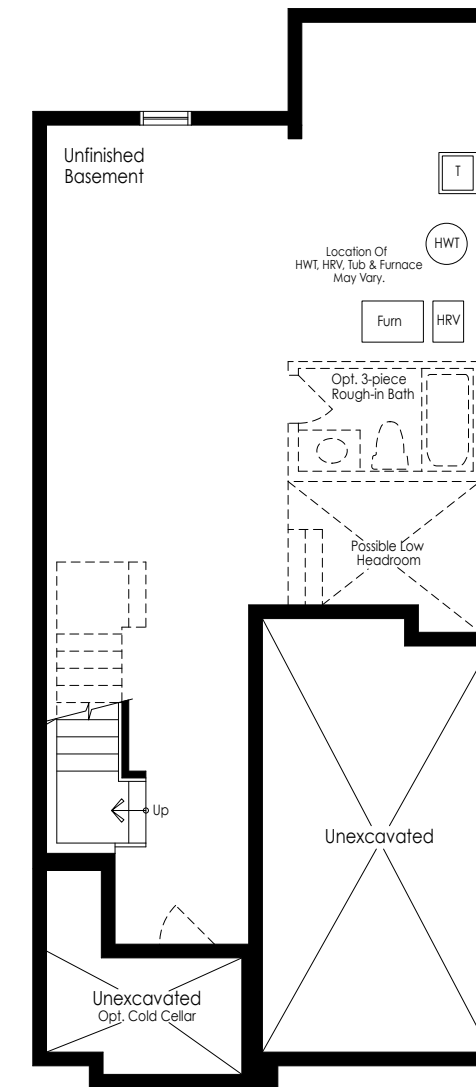 Unfinished
Basement
T
HWT
Location Of
HWT, HRV, Tub & Furnace
May Vary.
Furn
HRV
Opt. 3-piece
Rough-in Bath
Possible Low
Headroom
Up
Unexcavated
Unexcavated
Opt. Cold Cellar